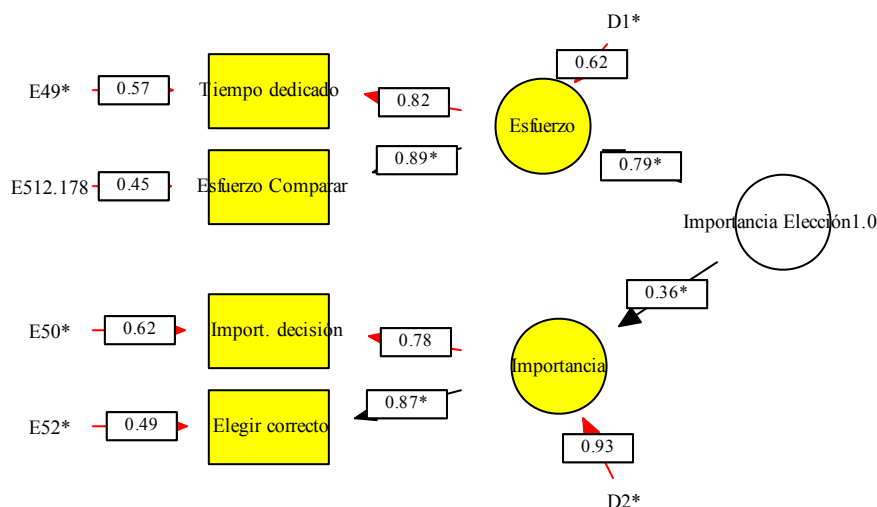 D1*
E49*
0.57
Tiempo dedicado
0.82
0.62
Esfuerzo
E512.178
0.45
Esfuerzo Comparar
0.89*
0.79*
Importancia Elección1.0
0.36*
E50*
0.62
Import. decisión
0.78
Importancia
E52*
0.49
Elegir correcto
0.87*
0.93
D2*